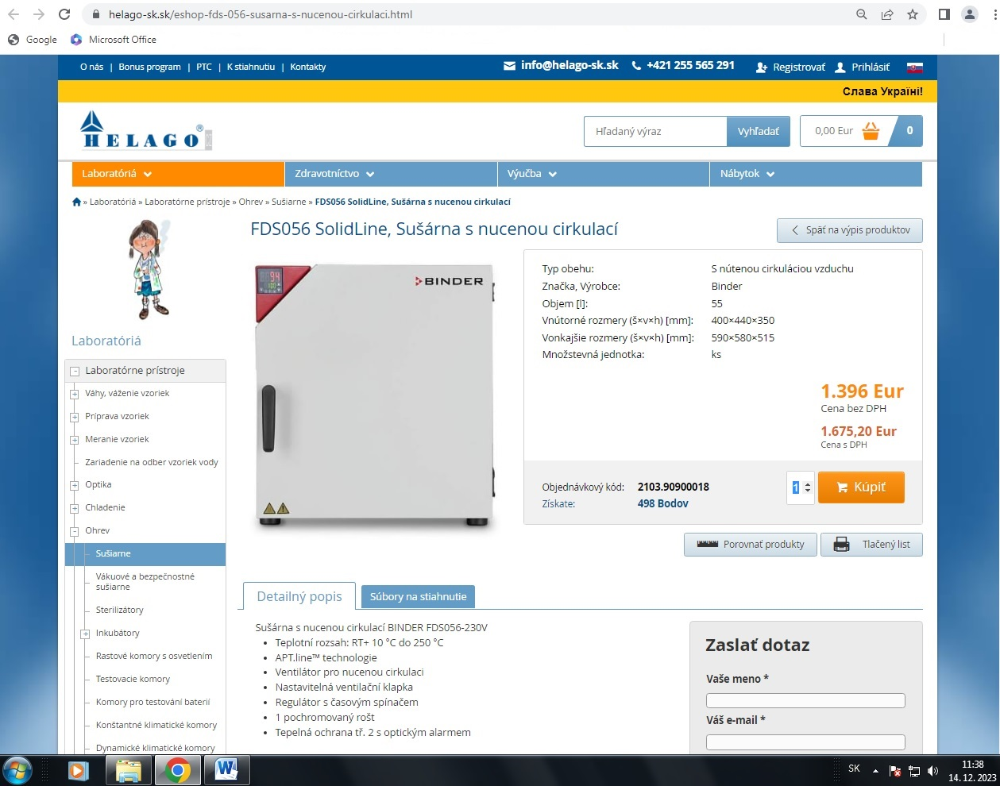 helago-sk.sk/eshop-fds-056-susarna-s-nucenou-cirkulaci.html
Google Microsoft Office
O nás | Bonus program | PTC | K stiahnutiu | Kontakty info@helago-sk.sk +421 255 565 291 Registrovať Prihlásiť
Слава Україні!
HELAGO®
Hľadaný výraz Vyhľadať 0,00 Eur 0
Laboratóriá Zdravotníctvo Výučba Nábytok
» Laboratóriá » Laboratórne prístroje » Ohrev » Sušiarne » FDS056 SolidLine, Sušárna s nucenou cirkulací
FDS056 SolidLine, Sušárna s nucenou cirkulací
Späť na výpis produktov
BINDER
Typ obehu: S nútenou cirkuláciou vzduchu
Značka, Výrobce: Binder
Objem [l]: 55
Vnútorné rozmery (š×v×h) [mm]: 400×440×350
Vonkajšie rozmery (š×v×h) [mm]: 590×580×515
Množstevná jednotka: ks
1.396 Eur
Cena bez DPH
1.675,20 Eur
Cena s DPH
Objednávkový kód: 2103.90900018
Získate: 498 Bodov
1 Kúpiť
Porovnať produkty Tlačený list
Laboratóriá
Laboratórne prístroje
Váhy, váženie vzoriek
Príprava vzoriek
Meranie vzoriek
Zariadenie na odber vzoriek vody
Optika
Chladenie
Ohrev
Sušiarne
Vákuové a bezpečnostné
sušiarne
Sterilizátory
Inkubátory
Rastové komory s osvetlením
Testovacie komory
Komory pro testování baterií
Konštantné klimatické komory
Dynamické klimatické komory
Detailný popis Súbory na stiahnutie
Sušárna s nucenou cirkulací BINDER FDS056-230V
• Teplotní rozsah: RT+ 10 °C do 250 °C
• APT.line™ technologie
• Ventilátor pro nucenou cirkulaci
• Nastavitelná ventilační klapka
• Regulátor s časovým spínačem
• 1 pochromovaný rošt
• Tepelná ochrana tř. 2 s optickým alarmem
Zaslať dotaz
Vaše meno *
Váš e-mail *
SK 11:38
14. 12. 2023